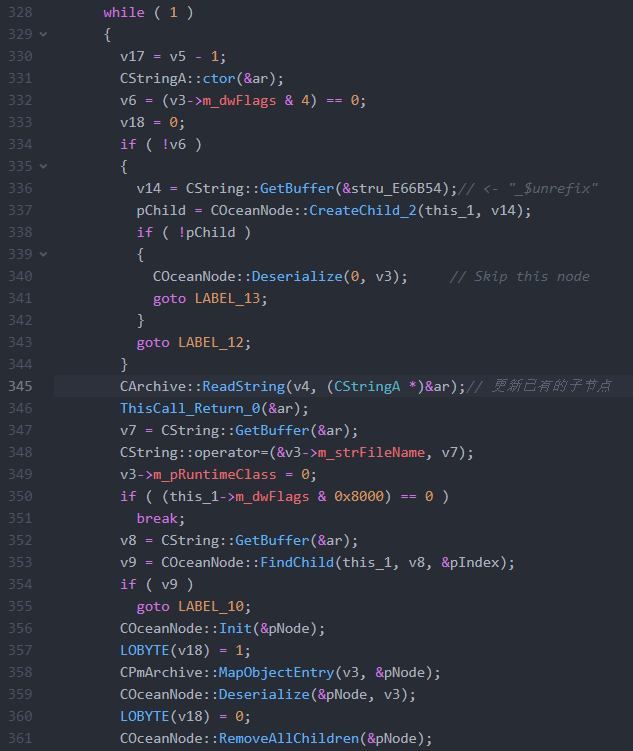 328 while ( 1 )
329 {
330 v17 = v5 - 1;
331 CStringA::ctor(&ar);
332 v6 = (v3->m_dwFlags & 4) == 0;
333 v18 = 0;
334 if ( !v6 )
335 {
336 v14 = CString::GetBuffer(&stru_E66B54);// <- "_$unrefix"
337 pChild = COceanNode::CreateChild_2(this_1, v14);
338 if ( !pChild )
339 {
340 COceanNode::Deserialize(0, v3); // Skip this node
341 goto LABEL_13;
342 }
343 goto LABEL_12;
344 }
345 CArchive::ReadString(v4, (CStringA *)&ar);// 更新已有的子节点
346 ThisCall_Return_0(&ar);
347 v7 = CString::GetBuffer(&ar);
348 CString::operator=(&v3->m_strFileName, v7);
349 v3->m_pRuntimeClass = 0;
350 if ( (this_1->m_dwFlags & 0x8000) == 0 )
351 break;
352 v8 = CString::GetBuffer(&ar);
353 v9 = COceanNode::FindChild(this_1, v8, &pIndex);
354 if ( v9 )
355 goto LABEL_10;
356 COceanNode::Init(&pNode);
357 LOBYTE(v18) = 1;
358 CPmArchive::MapObjectEntry(v3, &pNode);
359 COceanNode::Deserialize(&pNode, v3);
360 LOBYTE(v18) = 0;
361 COceanNode::RemoveAllChildren(&pNode);